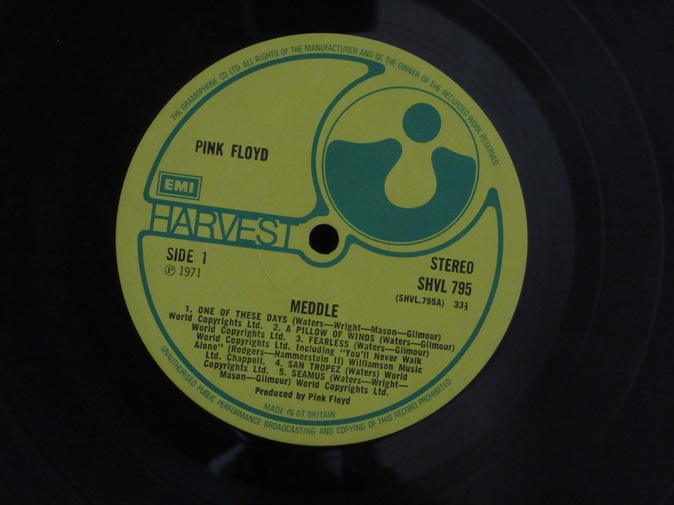 THE GRAMOPHONE CO LTD. ALL RIGHTS OF THE MANUFACTURER AND OF THE OWNER OF THE RECORDED WORK RESERVED
PINK FLOYD
EMI
HARVEST
SIDE 1
℗ 1971
STEREO
SHVL 795
(SHVL.795A) 33⅓
MEDDLE
1. ONE OF THESE DAYS (Waters—Wright—Mason—Gilmour)
World Copyrights Ltd. 2. A PILLOW OF WINDS (Waters—Gilmour)
World Copyrights Ltd. 3. FEARLESS (Waters—Gilmour)
World Copyrights Ltd. Including "You'll Never Walk
Alone" (Rodgers—Hammerstein II) Williamson Music
Ltd. Chappell. 4. SAN TROPEZ (Waters) World
Copyrights Ltd. 5. SEAMUS (Waters—Wright—
Mason—Gilmour) World Copyrights Ltd.
Produced by Pink Floyd
MADE IN GT BRITAIN
UNAUTHORISED PUBLIC PERFORMANCE BROADCASTING AND COPYING OF THIS RECORD PROHIBITED